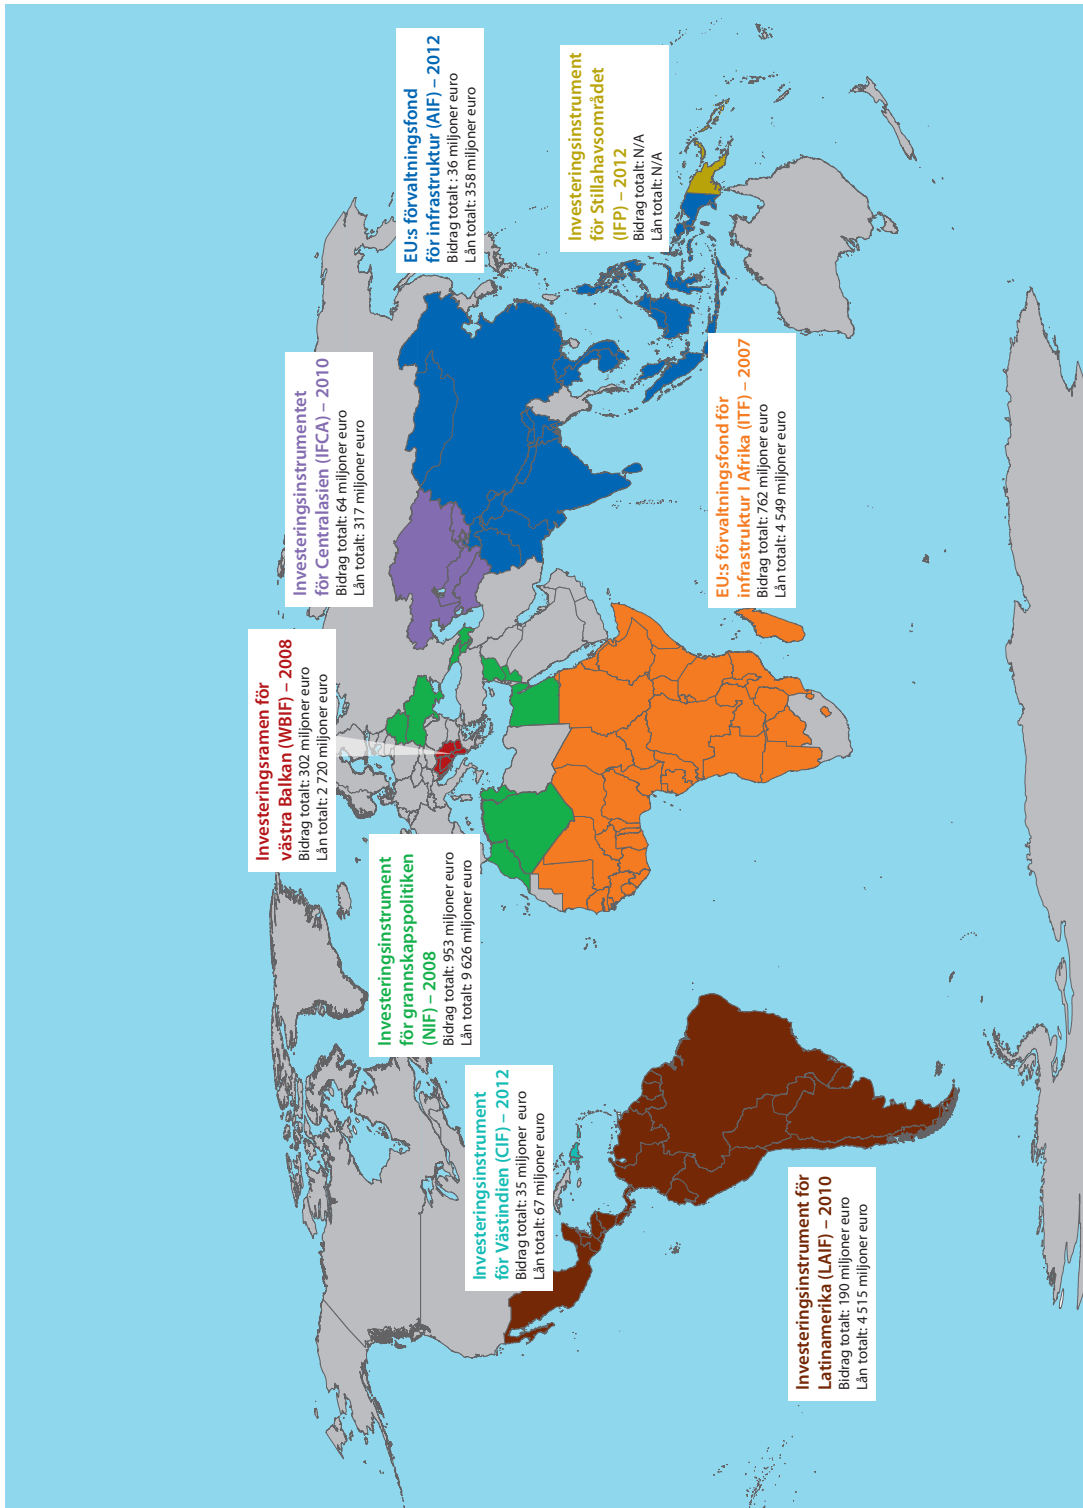 Investeringsramen för
västra Balkan (WBIF) – 2008
Bidrag totalt: 302 miljoner euro
Lån totalt: 2 720 miljoner euro
Investeringsinstrumentet
för Centralasien (IFCA) – 2010
Bidrag totalt: 64 miljoner euro
Lån totalt: 317 miljoner euro
Investeringsinstrument
för grannskapspolitiken
(NIF) – 2008
Bidrag totalt: 953 miljoner euro
Lån totalt: 9 626 miljoner euro
EU:s förvaltningsfond
för infrastruktur (AIF) – 2012
Bidrag totalt : 36 miljoner euro
Lån totalt: 358 miljoner euro
Investeringsinstrument
för Västindien (CIF) – 2012
Bidrag totalt: 35 miljoner euro
Lån totalt: 67 miljoner euro
Investeringsinstrument
för Stillahavsområdet
(IFP) – 2012
Bidrag totalt: N/A
Lån totalt: N/A
EU:s förvaltningsfond för
infrastruktur I Afrika (ITF) – 2007
Bidrag totalt: 762 miljoner euro
Lån totalt: 4 549 miljoner euro
Investeringsinstrument för
Latinamerika (LAIF) – 2010
Bidrag totalt: 190 miljoner euro
Lån totalt: 4 515 miljoner euro